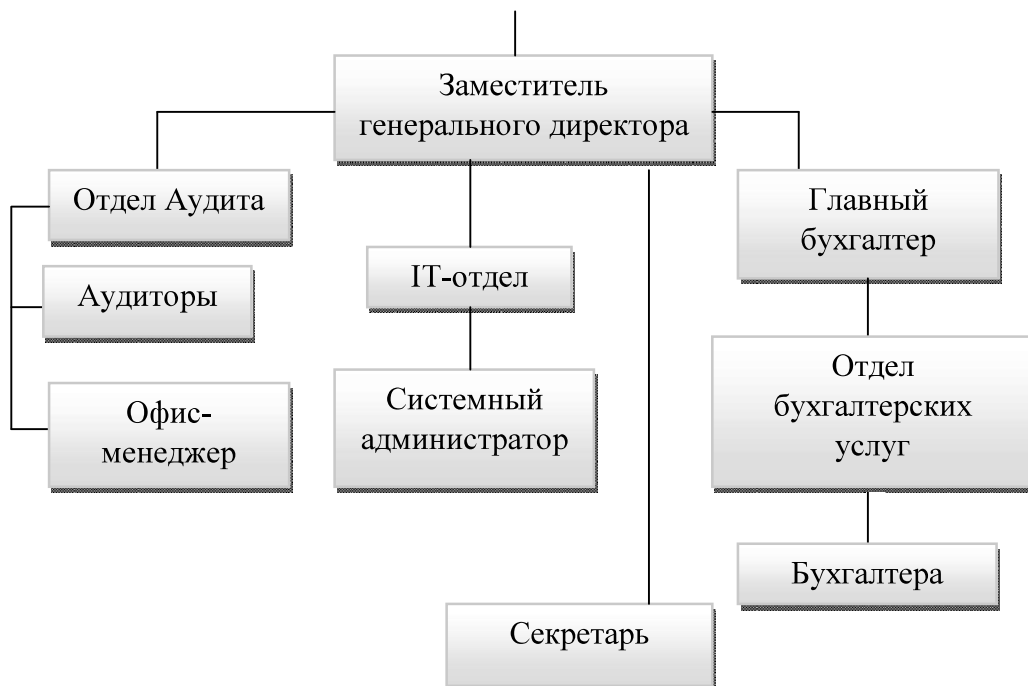 Заместитель
генерального директора
Отдел Аудита
Главный
бухгалтер
IT-отдел
Аудиторы
Отдел
бухгалтерских
услуг
Офис-
менеджер
Системный
администратор
Бухгалтера
Секретарь